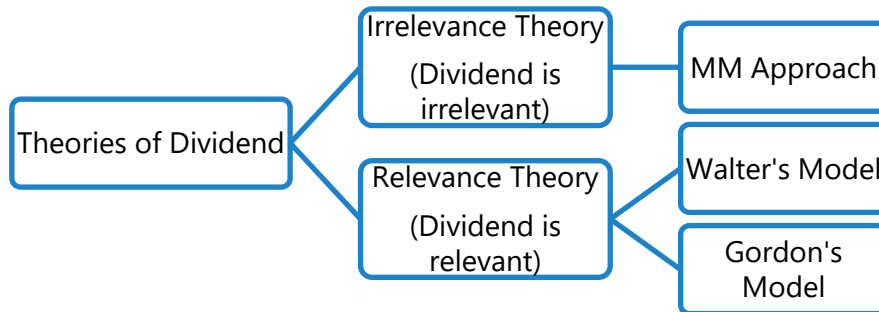 Theories of Dividend
Irrelevance Theory
(Dividend is
irrelevant)
MM Approach
Relevance Theory
(Dividend is
relevant)
Walter's Model
Gordon's
Model